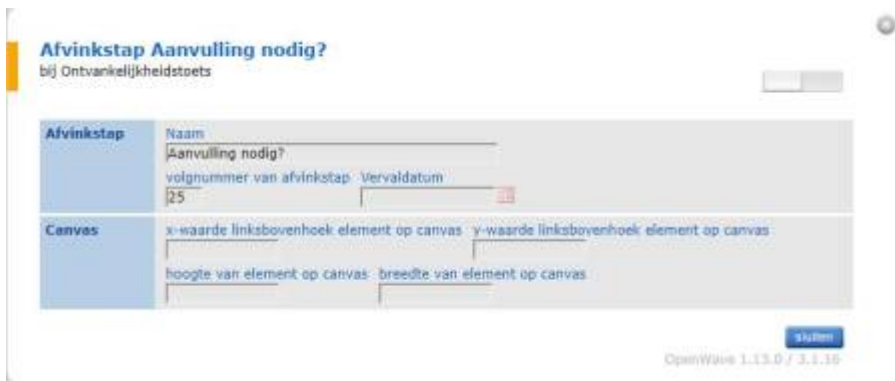 Afvinkstap Aanvulling nodig?
bij Ontvankelijkheidstoets
Afvinkstap
Naam
Aanvulling nodig?
volgnummer van afvinkstap Vervaldatum
25
Canvas
x-waarde linksbovenhoek element op canvas y-waarde linksbovenhoek element op canvas
hoogte van element op canvas breedte van element op canvas
sluiten
OpenWave 1.13.0 / 3.1.16